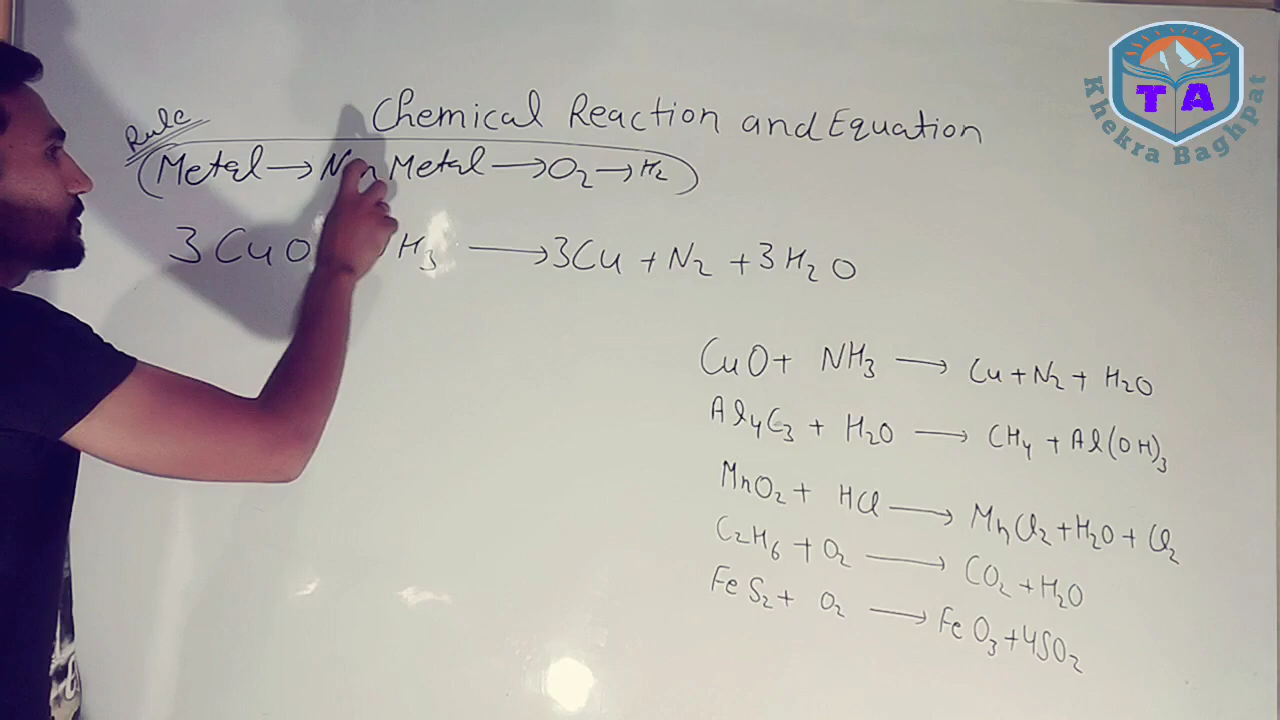 Chemical Reaction and Equation
Rule
(Metal → Non Metal → O2 → H2)
3CuO H3 → 3Cu + N2 + 3H2O
CuO + NH3 → Cu + N2 + H2O
Al4C3 + H2O → CH4 + Al(OH)3
MnO2 + HCl → MnCl2 + H2O + Cl2
C2H6 + O2 → CO2 + H2O
FeS2 + O2 → FeO3 + 4SO2
TA
Khekra Baghpat